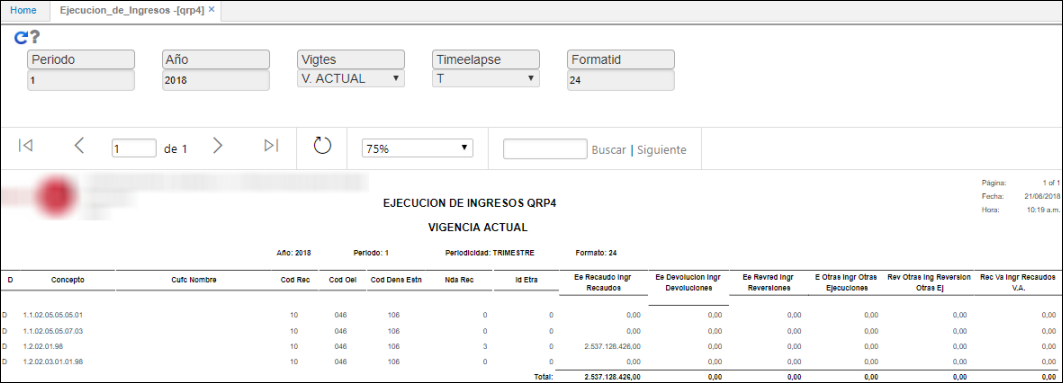 Home Ejecucion_de_Ingresos -[qrp4] ×
?
Periodo Año Vigtes Timeelapse Formatid
1 2018 V. ACTUAL T 24
1 de 1 75% Buscar | Siguiente
Página: 1 of 1
EJECUCION DE INGRESOS QRP4
Fecha: 21/06/2018
Hora: 10:19 a.m.
VIGENCIA ACTUAL
Año: 2018 Periodo: 1 Periodicidad: TRIMESTRE Formato: 24
D Concepto Cufc Nombre Cod Rec Cod Oei Cod Dens Estn Nda Rec Id Etra Ee Recaudo Ingr Recaudos Ee Devolucion Ingr Devoluciones Ee Revred Ingr Reversiones E Otras Ingr Otras Ejecuciones Rev Otras Ing Reversion Otras Ej Rec Va Ingr Recaudos V.A.
D 1.1.02.05.05.05.01 10 046 106 0 0 0,00 0,00 0,00 0,00 0,00 0,00
D 1.1.02.05.05.07.03 10 046 106 0 0 0,00 0,00 0,00 0,00 0,00 0,00
D 1.2.02.01.98 10 046 106 3 0 2.537.128.426,00 0,00 0,00 0,00 0,00 0,00
D 1.2.02.03.01.01.98 10 046 106 0 0 0,00 0,00 0,00 0,00 0,00 0,00
Total: 2.537.128.426,00 0,00 0,00 0,00 0,00 0,00